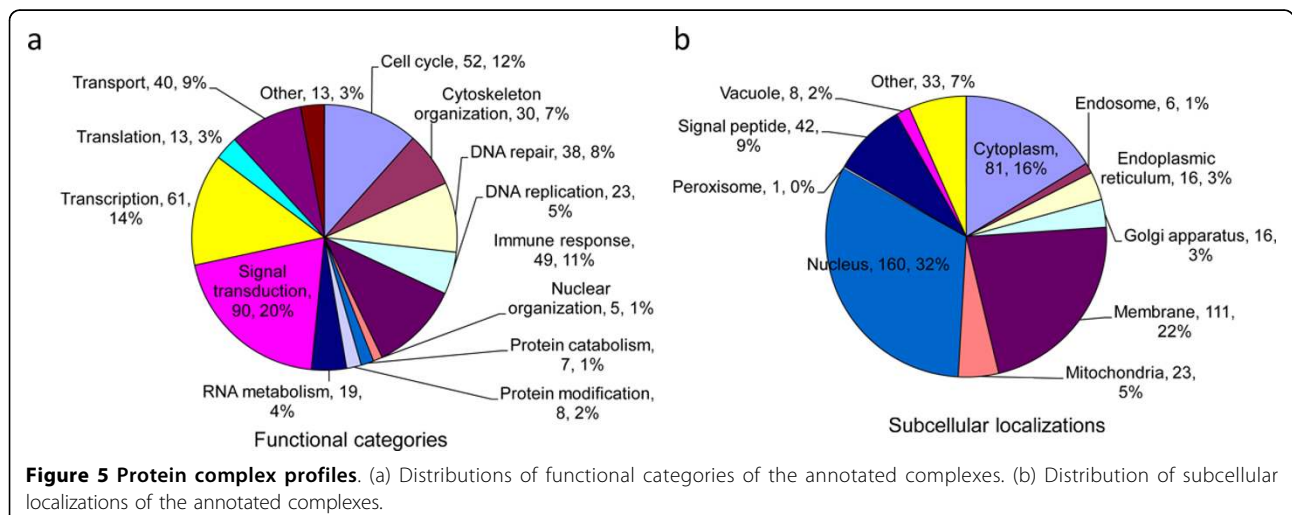 a
Cell cycle, 52, 12%
Cytoskeleton
organization, 30, 7%
DNA repair, 38, 8%
DNA replication, 23,
5%
Immune response,
49, 11%
Nuclear
organization, 5, 1%
Protein catabolism,
7, 1%
Protein modification,
8, 2%
RNA metabolism, 19,
4%
Signal
transduction,
90, 20%
Transcription, 61,
14%
Translation, 13, 3%
Transport, 40, 9%
Other, 13, 3%
Functional categories
b
Cytoplasm,
81, 16%
Endosome, 6, 1%
Endoplasmic
reticulum, 16, 3%
Golgi apparatus, 16,
3%
Membrane, 111,
22%
Mitochondria, 23,
5%
Nucleus, 160, 32%
Peroxisome, 1, 0%
Signal peptide, 42,
9%
Vacuole, 8, 2%
Other, 33, 7%
Subcellular localizations
Figure 5 Protein complex profiles. (a) Distributions of functional categories of the annotated complexes. (b) Distribution of subcellular
localizations of the annotated complexes.